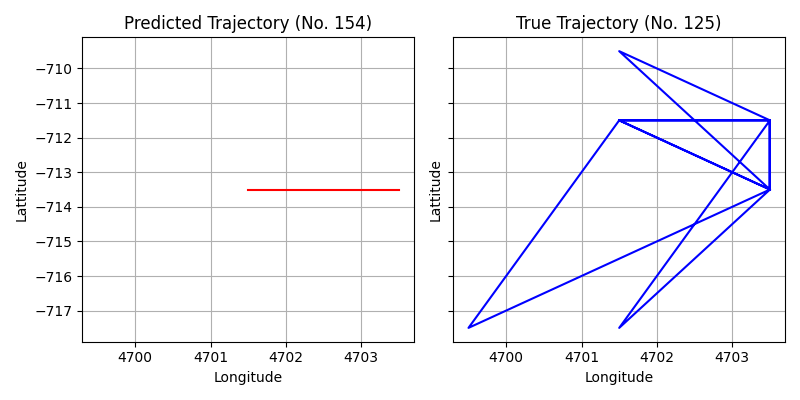 Predicted Trajectory (No. 154)
Lattitude
−710
−711
−712
−713
−714
−715
−716
−717
4700
4701
4702
4703
Longitude
True Trajectory (No. 125)
Lattitude
4700
4701
4702
4703
Longitude